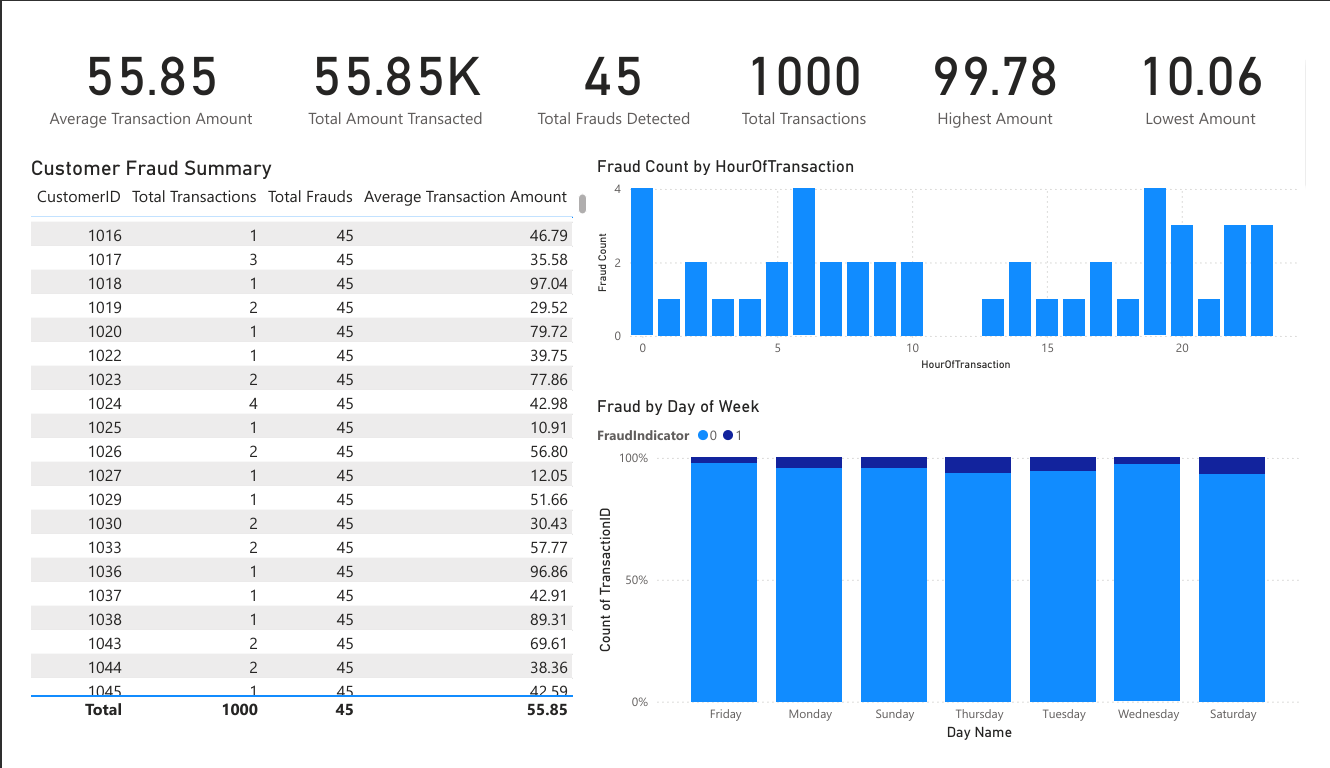 55.85 55.85K 45 1000 99.78 10.06
Average Transaction Amount Total Amount Transacted Total Frauds Detected Total Transactions Highest Amount Lowest Amount
Customer Fraud Summary
CustomerID Total Transactions Total Frauds Average Transaction Amount
1016 1 45 46.79
1017 3 45 35.58
1018 1 45 97.04
1019 2 45 29.52
1020 1 45 79.72
1022 1 45 39.75
1023 2 45 77.86
1024 4 45 42.98
1025 1 45 10.91
1026 2 45 56.80
1027 1 45 12.05
1029 1 45 51.66
1030 2 45 30.43
1033 2 45 57.77
1036 1 45 96.86
1037 1 45 42.91
1038 1 45 89.31
1043 2 45 69.61
1044 2 45 38.36
1045 1 45 42.59
Total 1000 45 55.85
Fraud Count by HourOfTransaction
Fraud Count
4
2
0
0 5 10 15 20
HourOfTransaction
Fraud by Day of Week
FraudIndicator 0 1
Count of TransactionID
100%
50%
0%
Friday Monday Sunday Thursday Tuesday Wednesday Saturday
Day Name